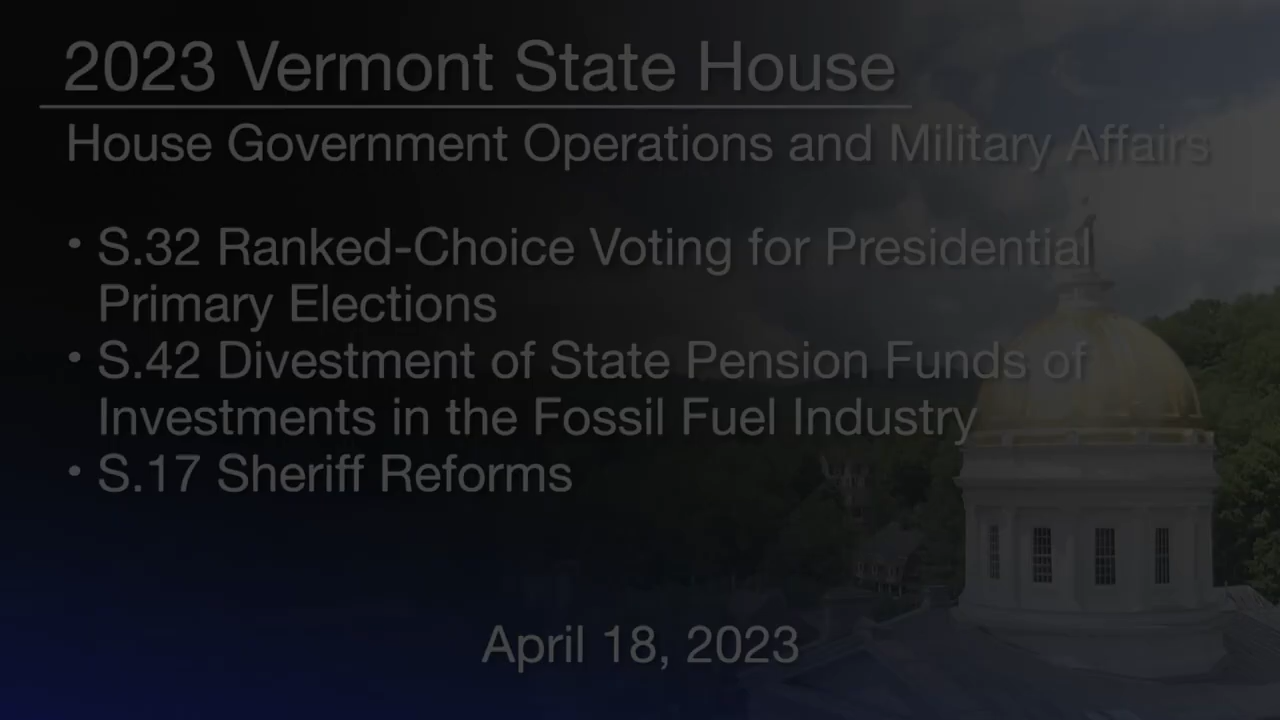 2023 Vermont State House
House Government Operations and Military Affairs
• S.32 Ranked-Choice Voting for Presidential
Primary Elections
• S.42 Divestment of State Pension Funds of
Investments in the Fossil Fuel Industry
• S.17 Sheriff Reforms
April 18, 2023